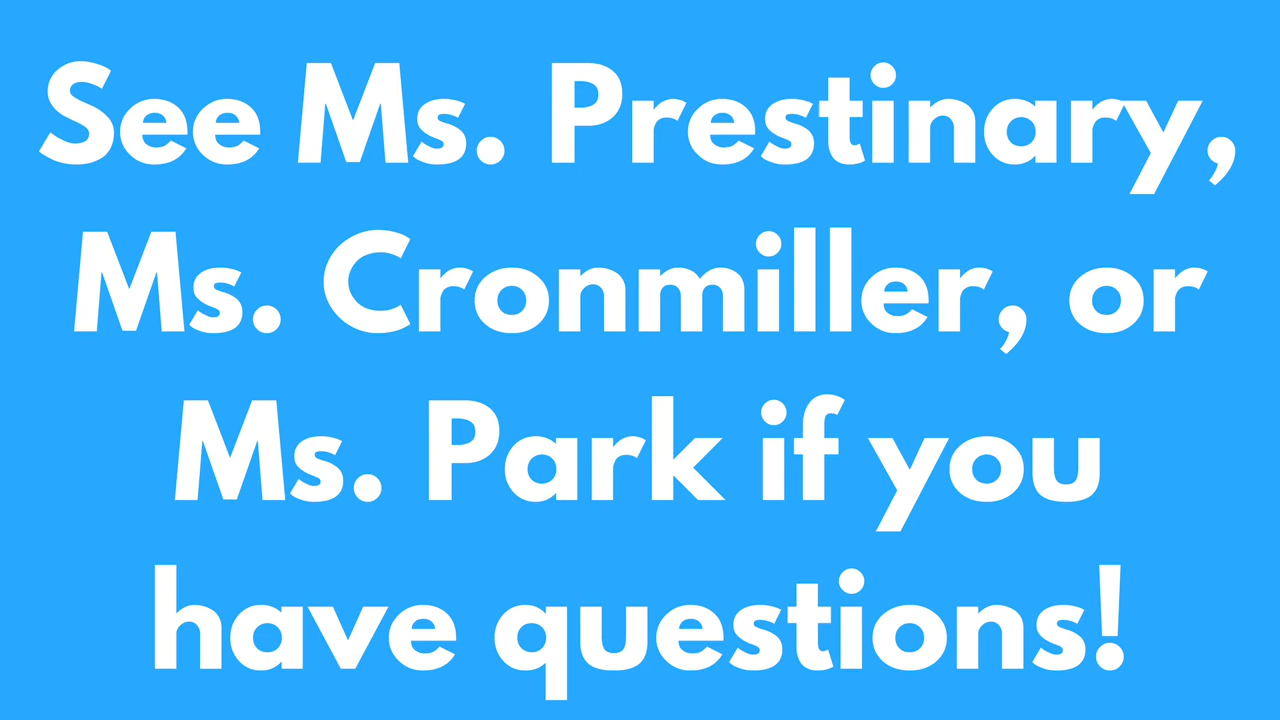 See Ms. Prestinary,
Ms. Cronmiller, or
Ms. Park if you
have questions!